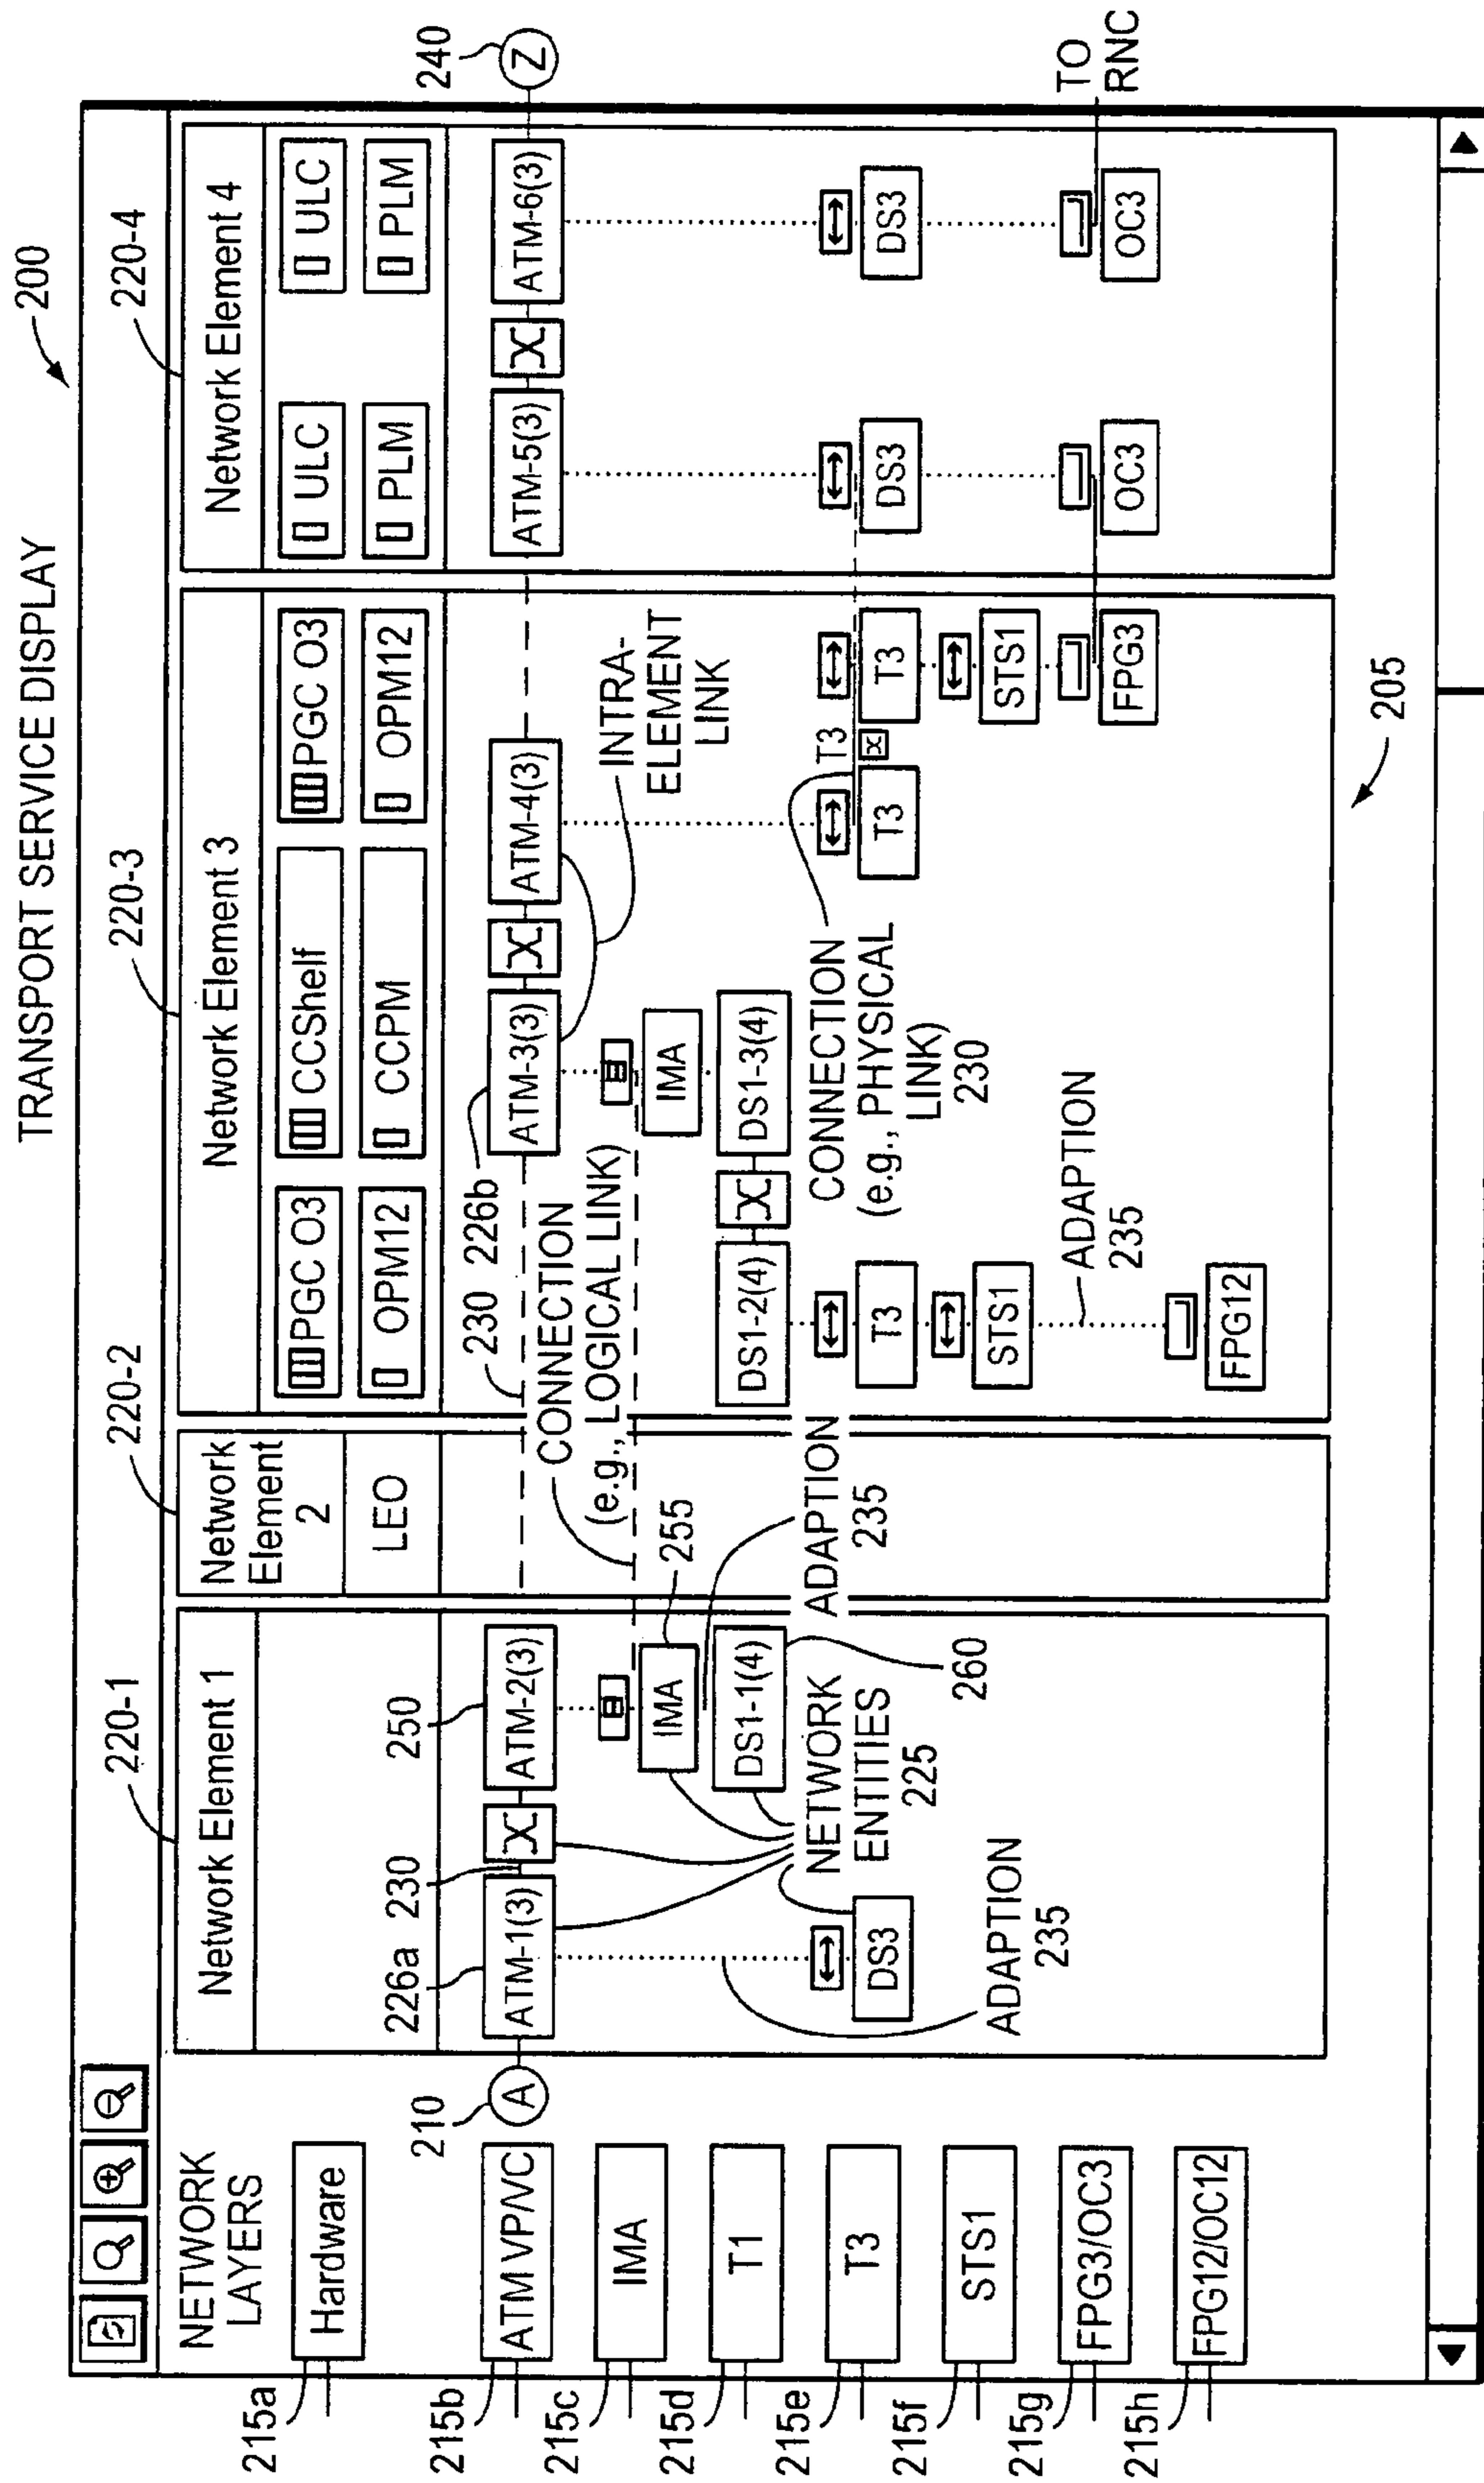 TRANSPORT SERVICE DISPLAY
200
220-1
220-2
220-3
220-4
NETWORK
LAYERS
Network Element 1
Network
Element
2
Network Element 3
Network Element 4
215a
Hardware
LEO
PGC O3
CCShelf
PGC O3
ULC
ULC
OPM12
CCPM
OPM12
PLM
PLM
210
226a
230
250
230
226b
240
215b
ATM VP/VC
A
ATM-1(3)
ATM-2(3)
ATM-3(3)
ATM-4(3)
ATM-5(3)
ATM-6(3)
Z
CONNECTION
(e.g., LOGICAL LINK)
INTRA-
ELEMENT
LINK
215c
IMA
IMA
255
IMA
215d
T1
DS1-1(4)
DS1-2(4)
DS1-3(4)
ADAPTION
235
CONNECTION
(e.g., PHYSICAL
LINK)
230
NETWORK
ENTITIES
225
260
215e
T3
DS3
T3
T3
T3
T3
DS3
DS3
215f
STS1
STS1
STS1
ADAPTION
235
ADAPTION
235
TO
RNC
215g
FPG3/OC3
FPG3
OC3
OC3
215h
FPG12/OC12
FPG12
205